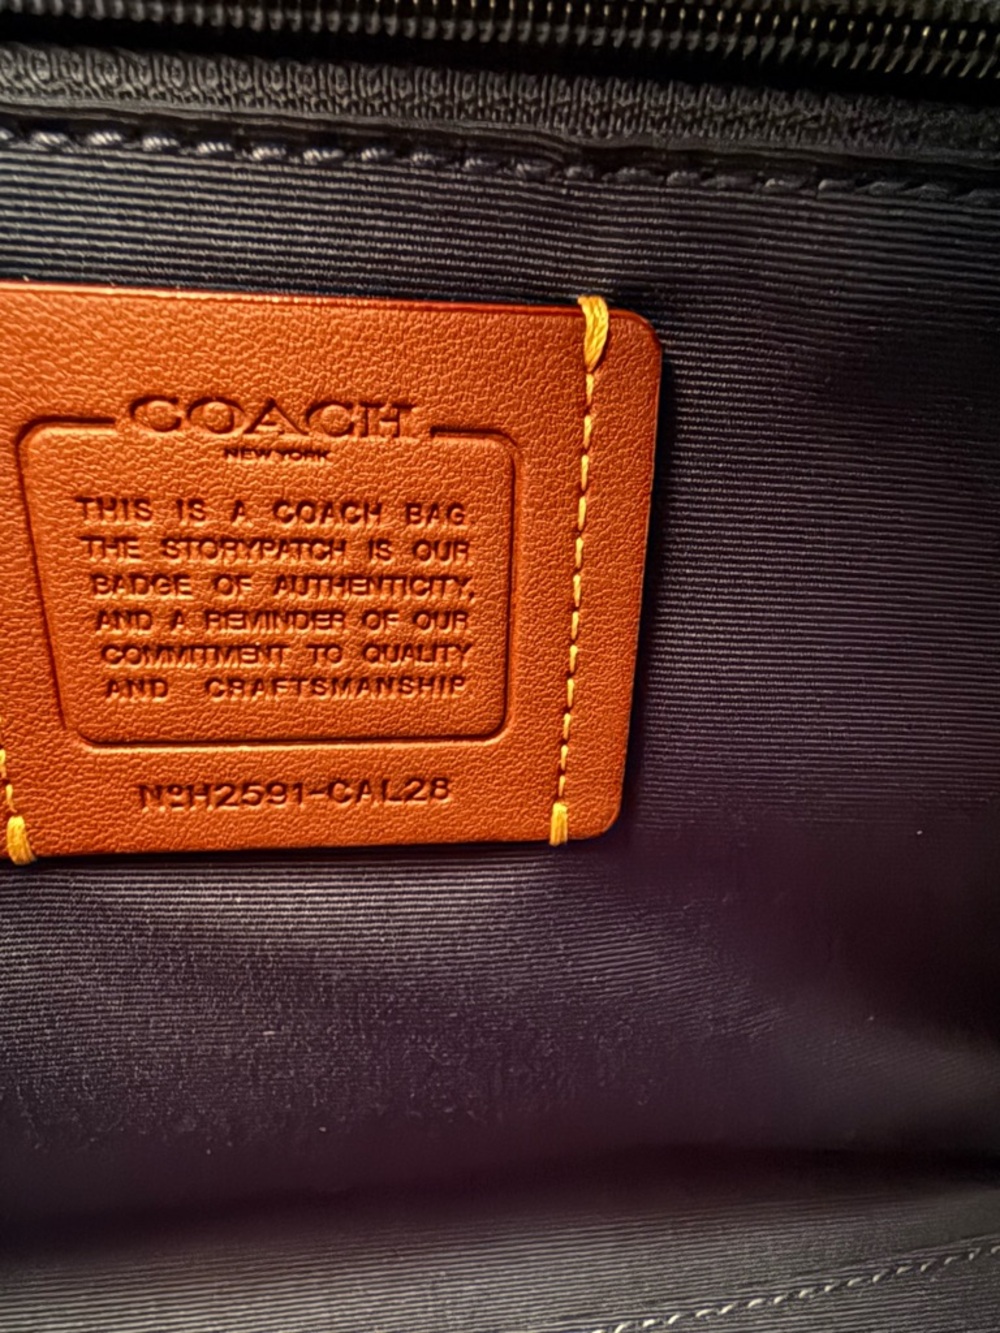 COACH
NEW YORK
THIS IS A COACH BAG
THE STORYPATCH IS OUR
BADGE OF AUTHENTICITY,
AND A REMINDER OF OUR
COMMITMENT TO QUALITY
AND CRAFTSMANSHIP
NºH2591-CAL28